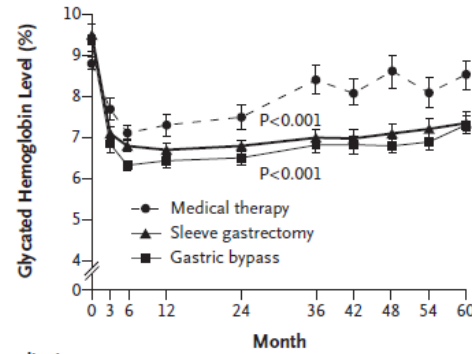 Glycated Hemoglobin Level (%)
10
9
8
7
6
5
4
0
P<0.001
P<0.001
Medical therapy
Sleeve gastrectomy
Gastric bypass
0 3 6 12 24 36 42 48 54 60
Month